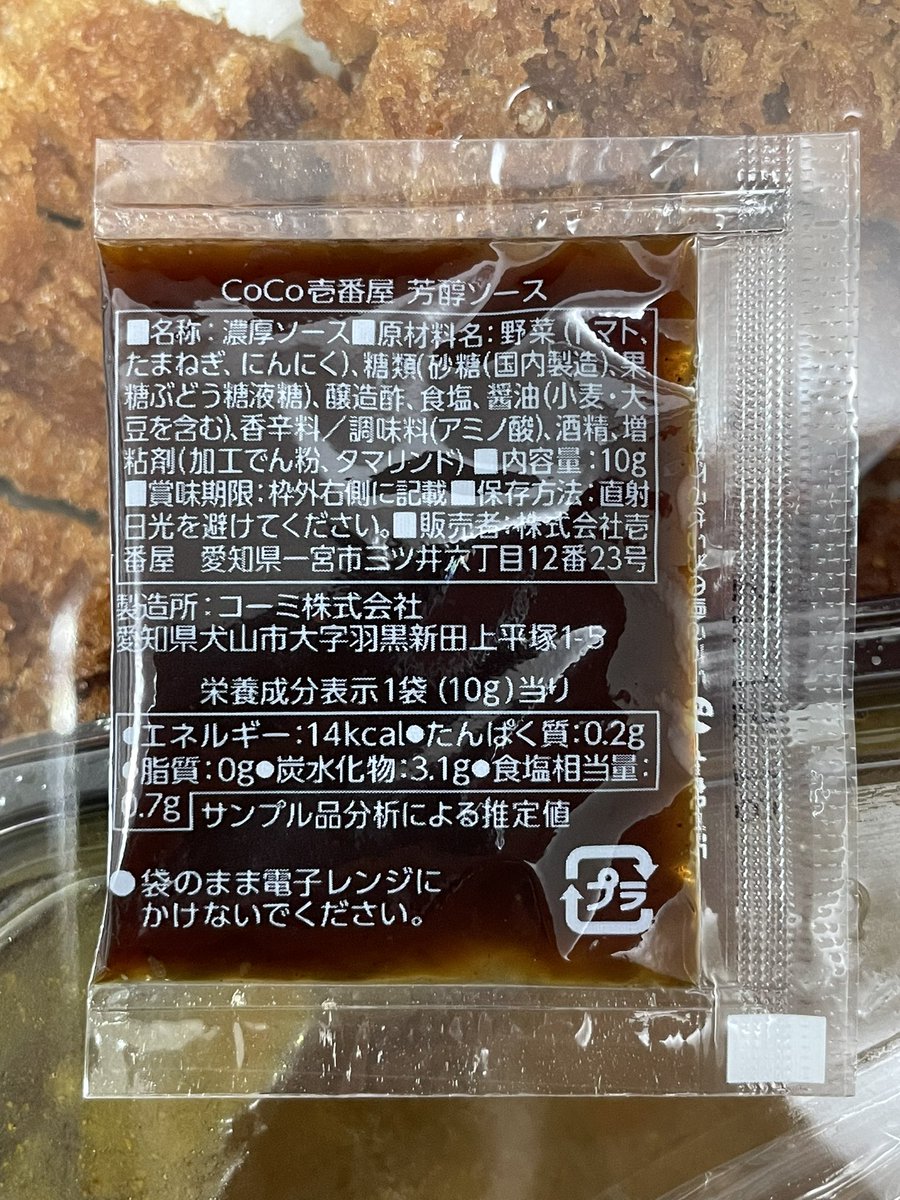 CoCo壱番屋 芳醇ソース
■名称：濃厚ソース■原材料名：野菜(トマト、
たまねぎ、にんにく)、糖類(砂糖(国内製造)、果
糖ぶどう糖液糖)、醸造酢、食塩、醤油(小麦・大
豆を含む)、香辛料／調味料(アミノ酸)、酒精、増
粘剤(加工でん粉、タマリンド)■内容量：10g
■賞味期限：枠外右側に記載■保存方法：直射
日光を避けてください。■販売者：株式会社壱
番屋 愛知県一宮市三ツ井六丁目12番23号
製造所：コーミ株式会社
愛知県犬山市大字羽黒新田上平塚1-5
栄養成分表示1袋(10g)当り
●エネルギー：14kcal●たんぱく質：0.2g
●脂質：0g●炭水化物：3.1g●食塩相当量：
0.7g サンプル品分析による推定値
●袋のまま電子レンジに
かけないでください。
プラ